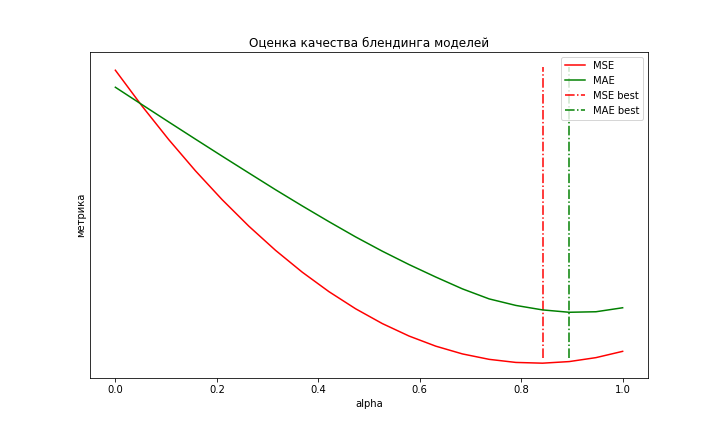 Оценка качества блендинга моделей
MSE
MAE
MSE best
MAE best
метрика
0.0
0.2
0.4
0.6
0.8
1.0
alpha